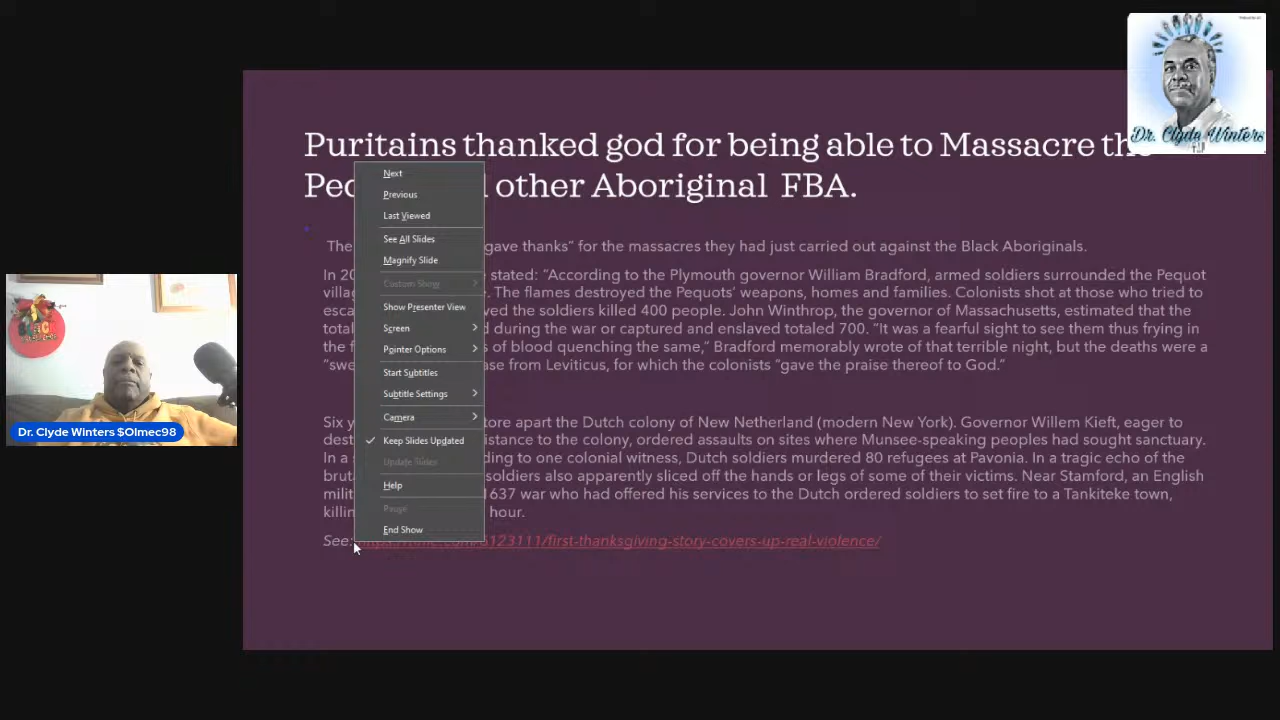 Puritains thanked god for being able to Massacre the
Pe other Aboriginal FBA.
The gave thanks” for the massacres they had just carried out against the Black Aboriginals.
In 20 stated: “According to the Plymouth governor William Bradford, armed soldiers surrounded the Pequot
The flames destroyed the Pequots’ weapons, homes and families. Colonists shot at those who tried to
the soldiers killed 400 people. John Winthrop, the governor of Massachusetts, estimated that the
total during the war or captured and enslaved totaled 700. “It was a fearful sight to see them thus frying in
the of blood quenching the same,” Bradford memorably wrote of that terrible night, but the deaths were a
from Leviticus, for which the colonists “gave the praise thereof to God.”
Six tore apart the Dutch colony of New Netherland (modern New York). Governor Willem Kieft, eager to
to the colony, ordered assaults on sites where Munsee-speaking peoples had sought sanctuary.
In a to one colonial witness, Dutch soldiers murdered 80 refugees at Pavonia. In a tragic echo of the
soldiers also apparently sliced off the hands or legs of some of their victims. Near Stamford, an English
1637 war who had offered his services to the Dutch ordered soldiers to set fire to a Tankiteke town,
hour.
See: /first-thanksgiving-story-covers-up-real-violence/
Next
Previous
Last Viewed
See All Slides
Magnify Slide
Custom Show
Show Presenter View
Screen
Pointer Options
Start Subtitles
Subtitle Settings
Camera
Keep Slides Updated
Update Slides
Help
Pause
End Show
Dr. Clyde Winters
Dr. Clyde Winters $Olmec98